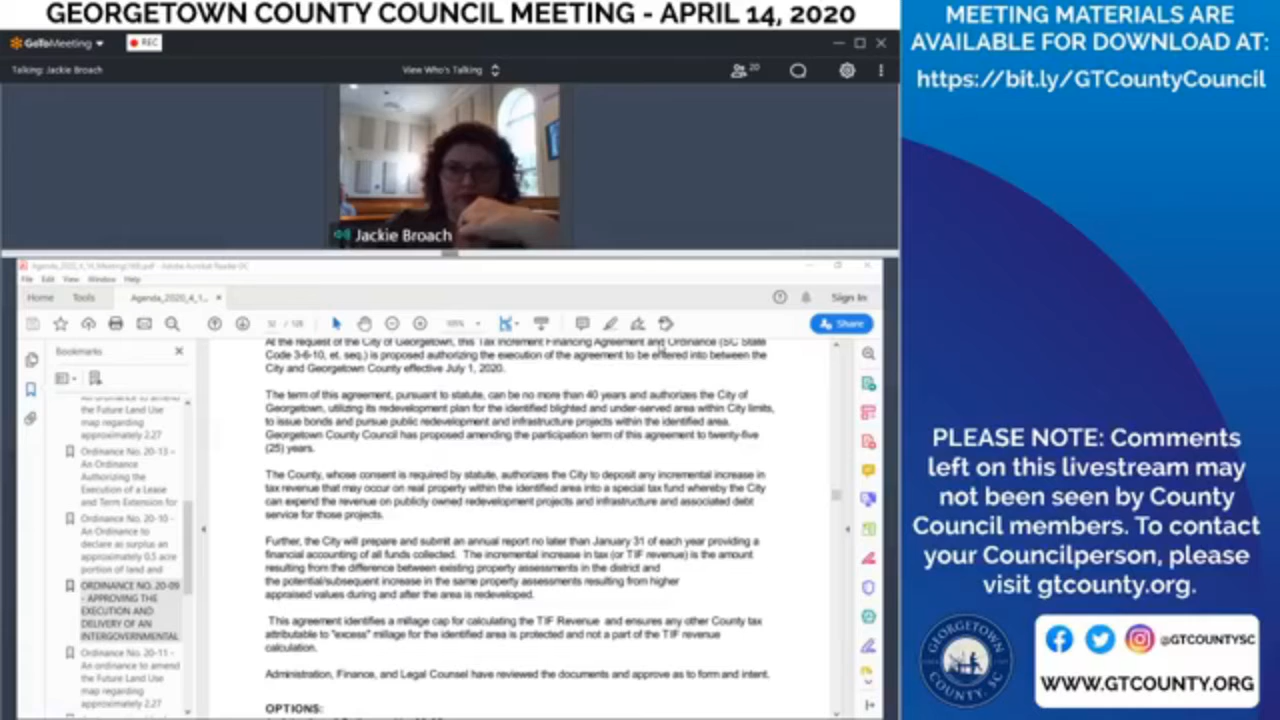 GEORGETOWN COUNTY COUNCIL MEETING - APRIL 14, 2020
GoToMeeting
REC
Talking: Jackie Broach
View Who's Talking
20
Jackie Broach
File Edit View Window Help
Home
Tools
Agenda_2020_4_1...
Sign In
Share
Bookmarks
the Future Land Use
map regarding
approximately 2.27
Ordinance No. 20-13 –
An Ordinance
Authorizing the
Execution of a Lease
and Term Extension for
Ordinance No. 20-10 -
An Ordinance to
declare as surplus an
approximately 0.5 acre
portion of land and
ORDINANCE NO. 20-09
- APPROVING THE
EXECUTION AND
DELIVERY OF AN
INTERGOVERNMENTAL
Ordinance No. 20-11 -
An ordinance to amend
the Future Land Use
map regarding
approximately 2.27
At the request of the City of Georgetown, this Tax Increment Financing Agreement and Ordinance (SC State
Code 3-6-10, et. seq.) is proposed authorizing the execution of the agreement to be entered into between the
City and Georgetown County effective July 1, 2020.
The term of this agreement, pursuant to statute, can be no more than 40 years and authorizes the City of
Georgetown, utilizing its redevelopment plan for the identified blighted and under-served area within City limits,
to issue bonds and pursue public redevelopment and infrastructure projects within the identified area.
Georgetown County Council has proposed amending the participation term of this agreement to twenty-five
(25) years.
The County, whose consent is required by statute, authorizes the City to deposit any incremental increase in
tax revenue that may occur on real property within the identified area into a special tax fund whereby the City
can expend the revenue on publicly owned redevelopment projects and infrastructure and associated debt
service for those projects.
Further, the City will prepare and submit an annual report no later than January 31 of each year providing a
financial accounting of all funds collected. The incremental increase in tax (or TIF revenue) is the amount
resulting from the difference between existing property assessments in the district and
the potential/subsequent increase in the same property assessments resulting from higher
appraised values during and after the area is redeveloped.
This agreement identifies a millage cap for calculating the TIF Revenue and ensures any other County tax
attributable to "excess" millage for the identified area is protected and not a part of the TIF revenue
calculation.
Administration, Finance, and Legal Counsel have reviewed the documents and approve as to form and intent.
OPTIONS:
MEETING MATERIALS ARE
AVAILABLE FOR DOWNLOAD AT:
https://bit.ly/GTCountyCouncil
PLEASE NOTE: Comments
left on this livestream may
not been seen by County
Council members. To contact
your Councilperson, please
visit gtcounty.org.
GEORGETOWN
COUNTY, SC
@GTCOUNTYSC
WWW.GTCOUNTY.ORG